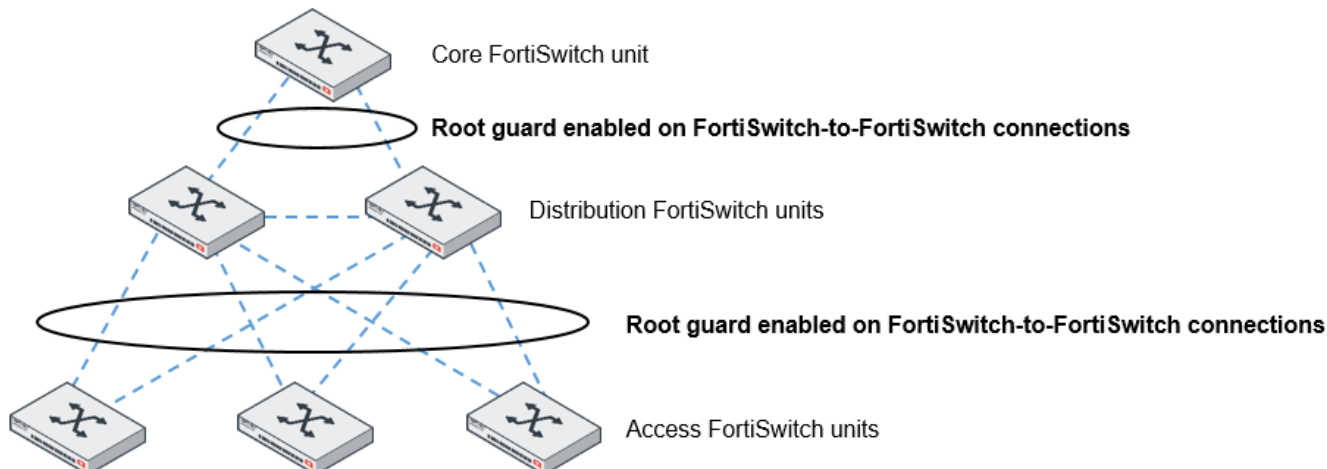 Core FortiSwitch unit
Root guard enabled on FortiSwitch-to-FortiSwitch connections
Distribution FortiSwitch units
Root guard enabled on FortiSwitch-to-FortiSwitch connections
Access FortiSwitch units